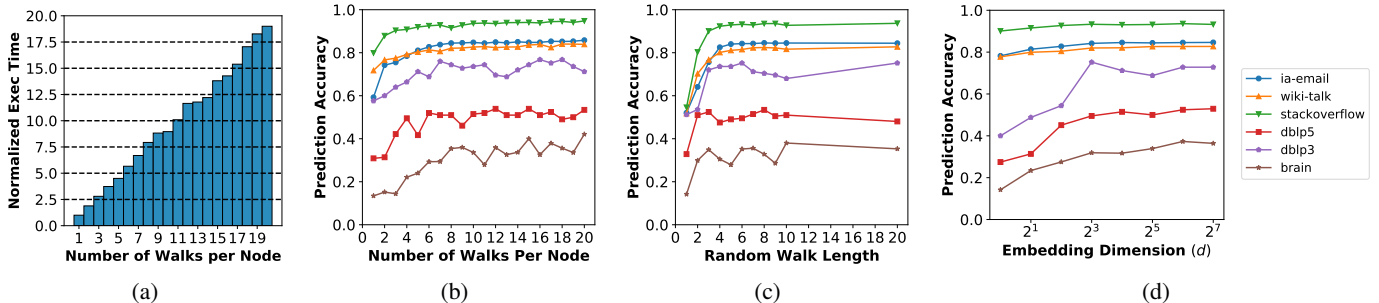 Normalized Exec Time
20.0
17.5
15.0
12.5
10.0
7.5
5.0
2.5
0.0
1 3 5 7 9 11 13 15 17 19
Number of Walks per Node
(a)
Prediction Accuracy
1.0
0.8
0.6
0.4
0.2
0.0
0 2 4 6 8 10 12 14 16 18 20
Number of Walks Per Node
(b)
Prediction Accuracy
1.0
0.8
0.6
0.4
0.2
0.0
0 2 4 6 8 10 12 14 16 18 20
Random Walk Length
(c)
Prediction Accuracy
1.0
0.8
0.6
0.4
0.2
0.0
2^1 2^3 2^5 2^7
Embedding Dimension (d)
(d)
ia-email
wiki-talk
stackoverflow
dblp5
dblp3
brain